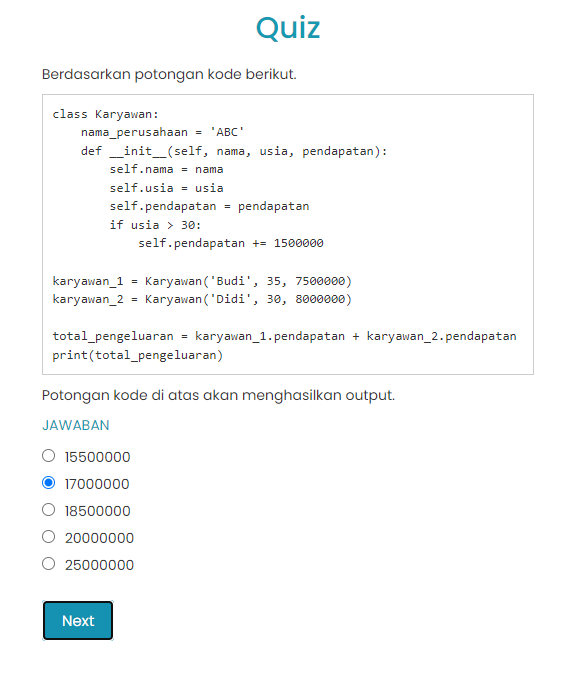 Quiz
Berdasarkan potongan kode berikut.
class Karyawan:
    nama_perusahaan = 'ABC'
    def __init__(self, nama, usia, pendapatan):
        self.nama = nama
        self.usia = usia
        self.pendapatan = pendapatan
        if usia > 30:
            self.pendapatan += 1500000
karyawan_1 = Karyawan('Budi', 35, 7500000)
karyawan_2 = Karyawan('Didi', 30, 8000000)
total_pengeluaran = karyawan_1.pendapatan + karyawan_2.pendapatan
print(total_pengeluaran)
Potongan kode di atas akan menghasilkan output.
JAWABAN
15500000
17000000
18500000
20000000
25000000
Next